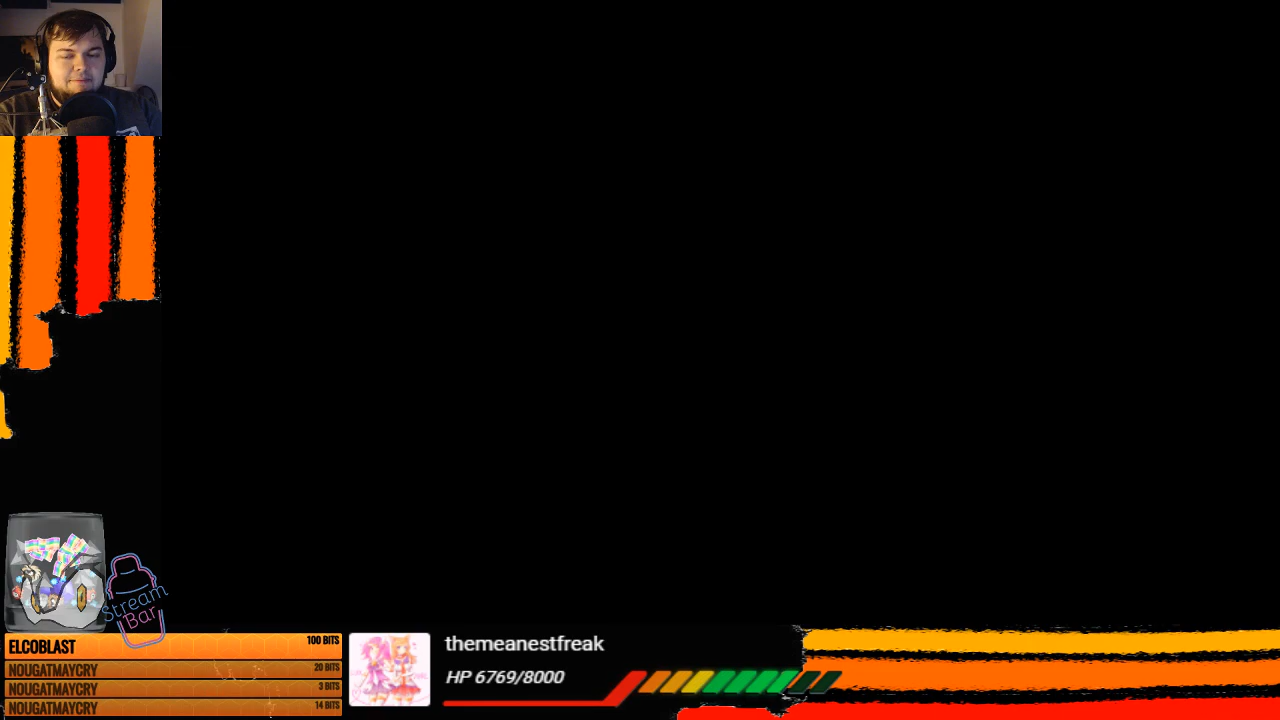 Stream
Bar
ELCOBLAST 100 BITS
NOUGATMAYCRY 20 BITS
NOUGATMAYCRY 3 BITS
NOUGATMAYCRY 14 BITS
themeanestfreak
HP 6769/8000